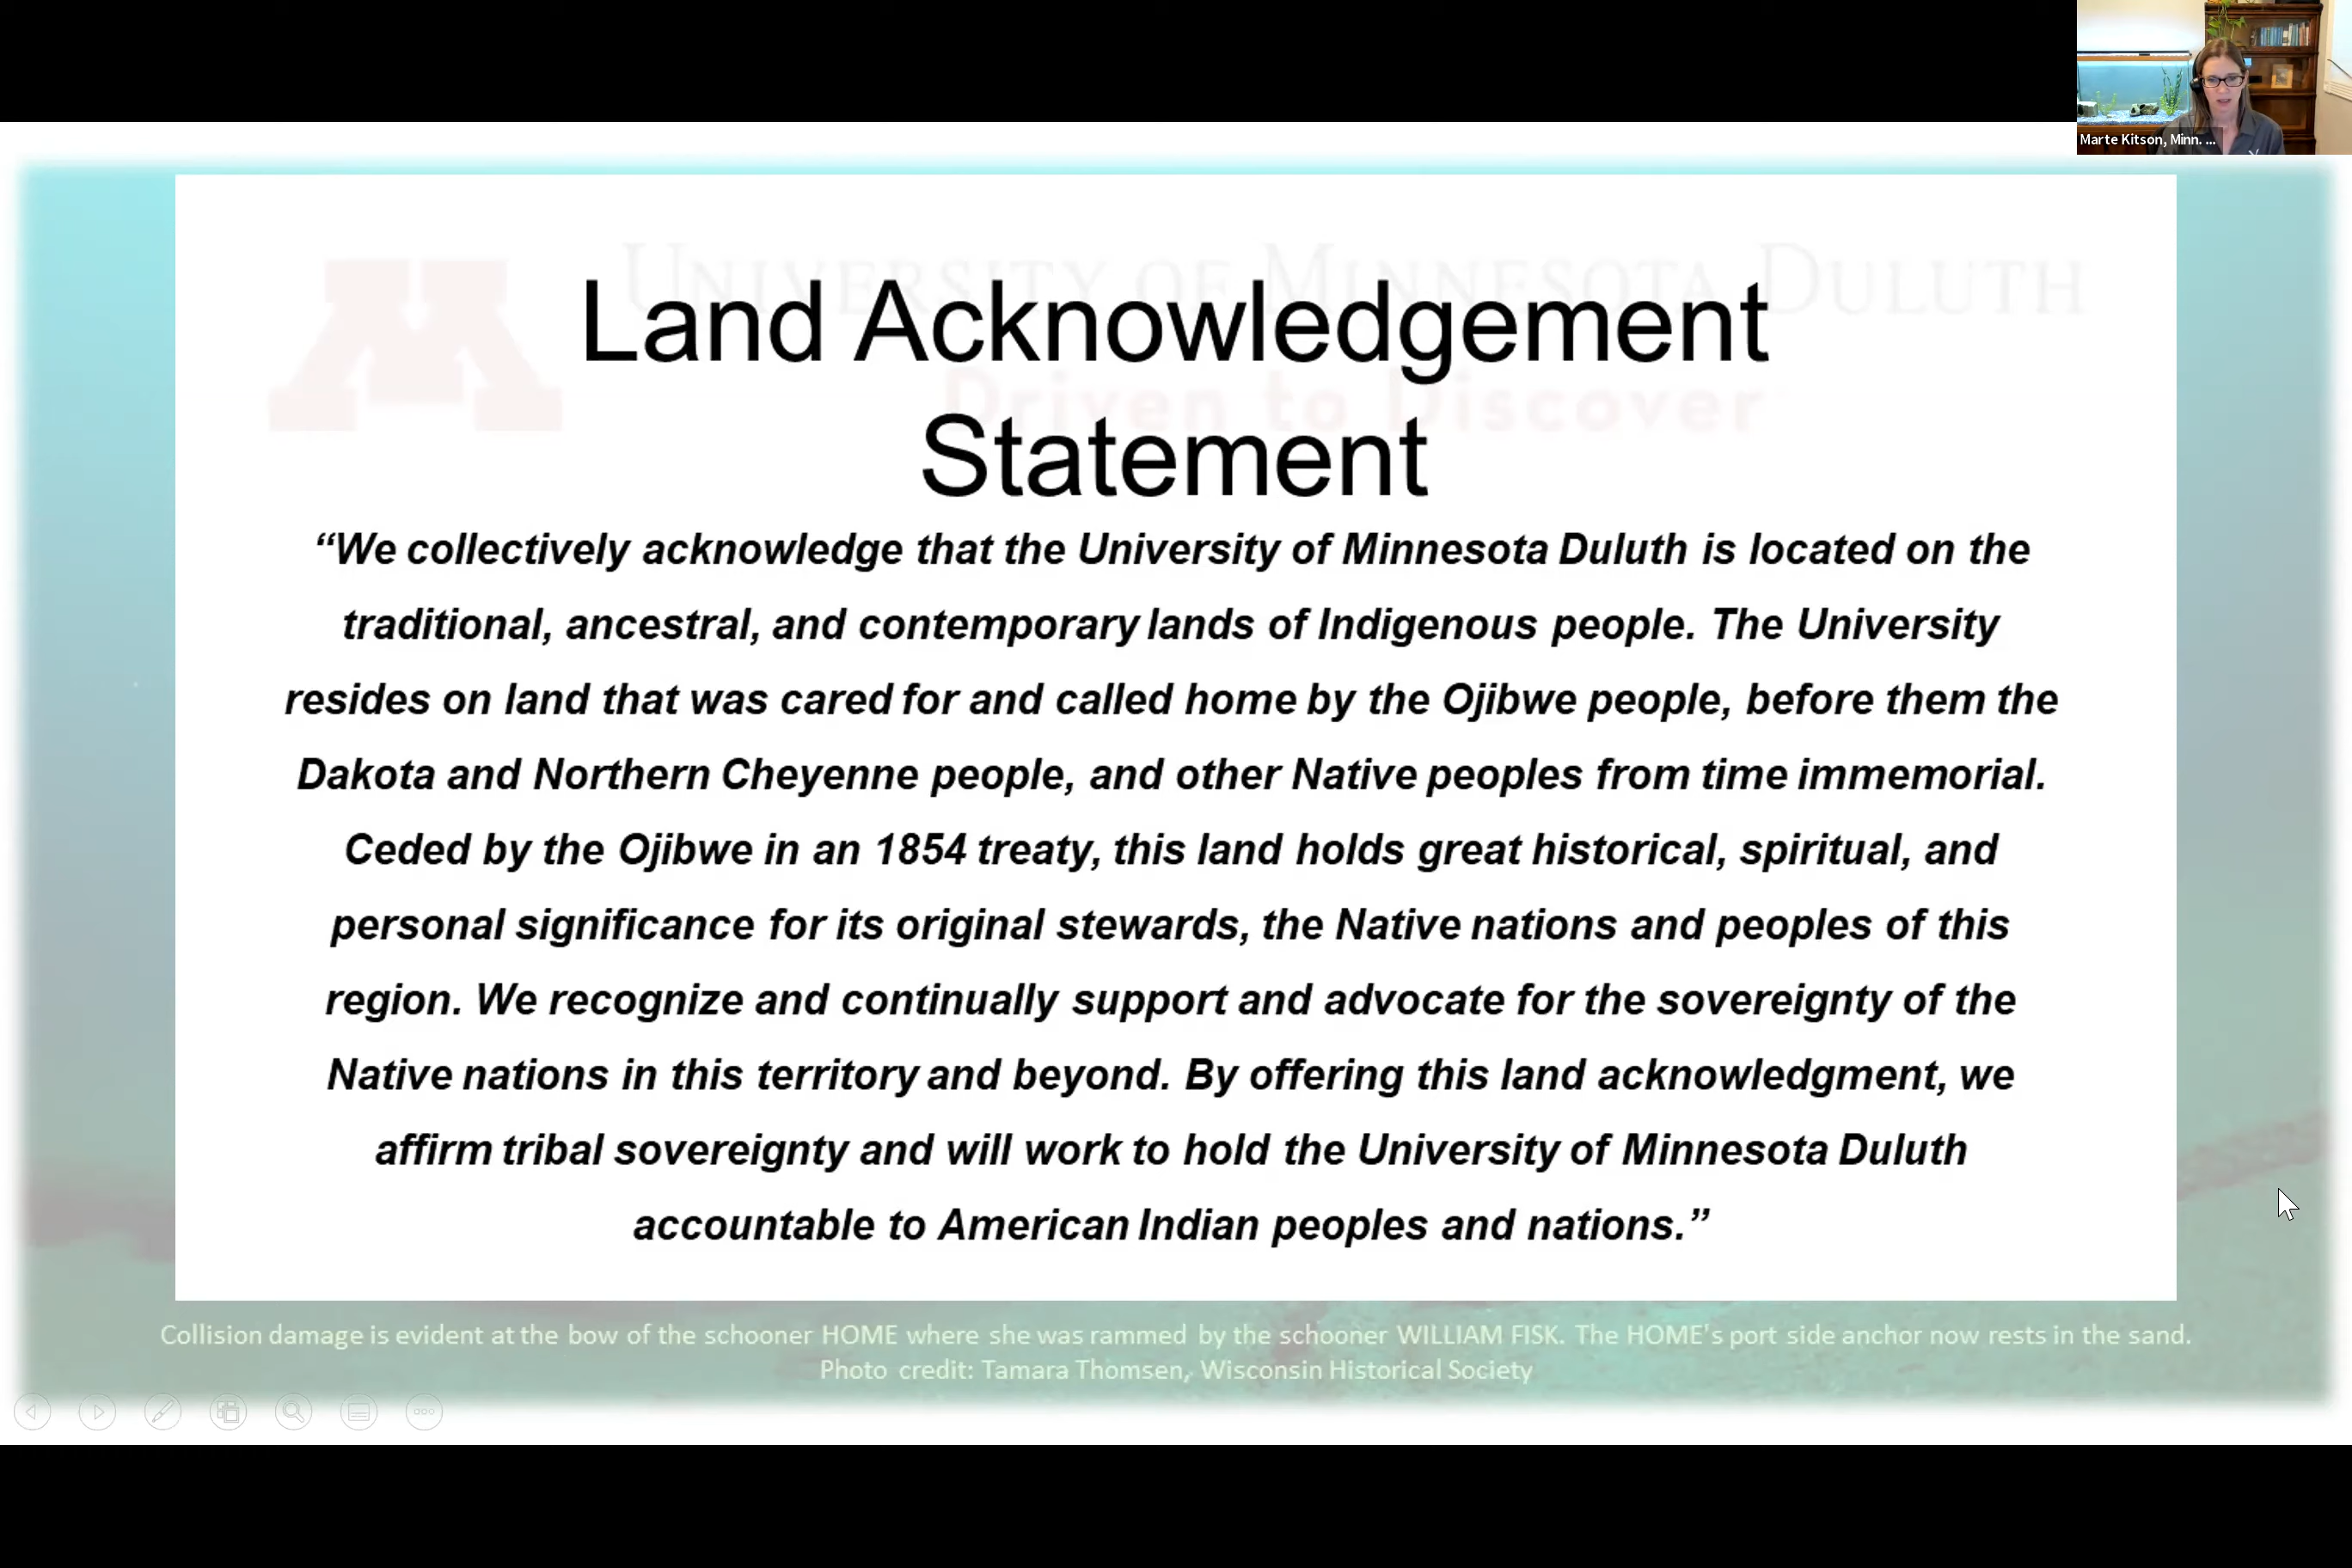 Marte Kitson, Minn. ...
UNIVERSITY OF MINNESOTA DULUTH
Driven to Discover
Land Acknowledgement
Statement
“We collectively acknowledge that the University of Minnesota Duluth is located on the
traditional, ancestral, and contemporary lands of Indigenous people. The University
resides on land that was cared for and called home by the Ojibwe people, before them the
Dakota and Northern Cheyenne people, and other Native peoples from time immemorial.
Ceded by the Ojibwe in an 1854 treaty, this land holds great historical, spiritual, and
personal significance for its original stewards, the Native nations and peoples of this
region. We recognize and continually support and advocate for the sovereignty of the
Native nations in this territory and beyond. By offering this land acknowledgment, we
affirm tribal sovereignty and will work to hold the University of Minnesota Duluth
accountable to American Indian peoples and nations.”
Collision damage is evident at the bow of the schooner HOME where she was rammed by the schooner WILLIAM FISK. The HOME's port side anchor now rests in the sand.
Photo credit: Tamara Thomsen, Wisconsin Historical Society